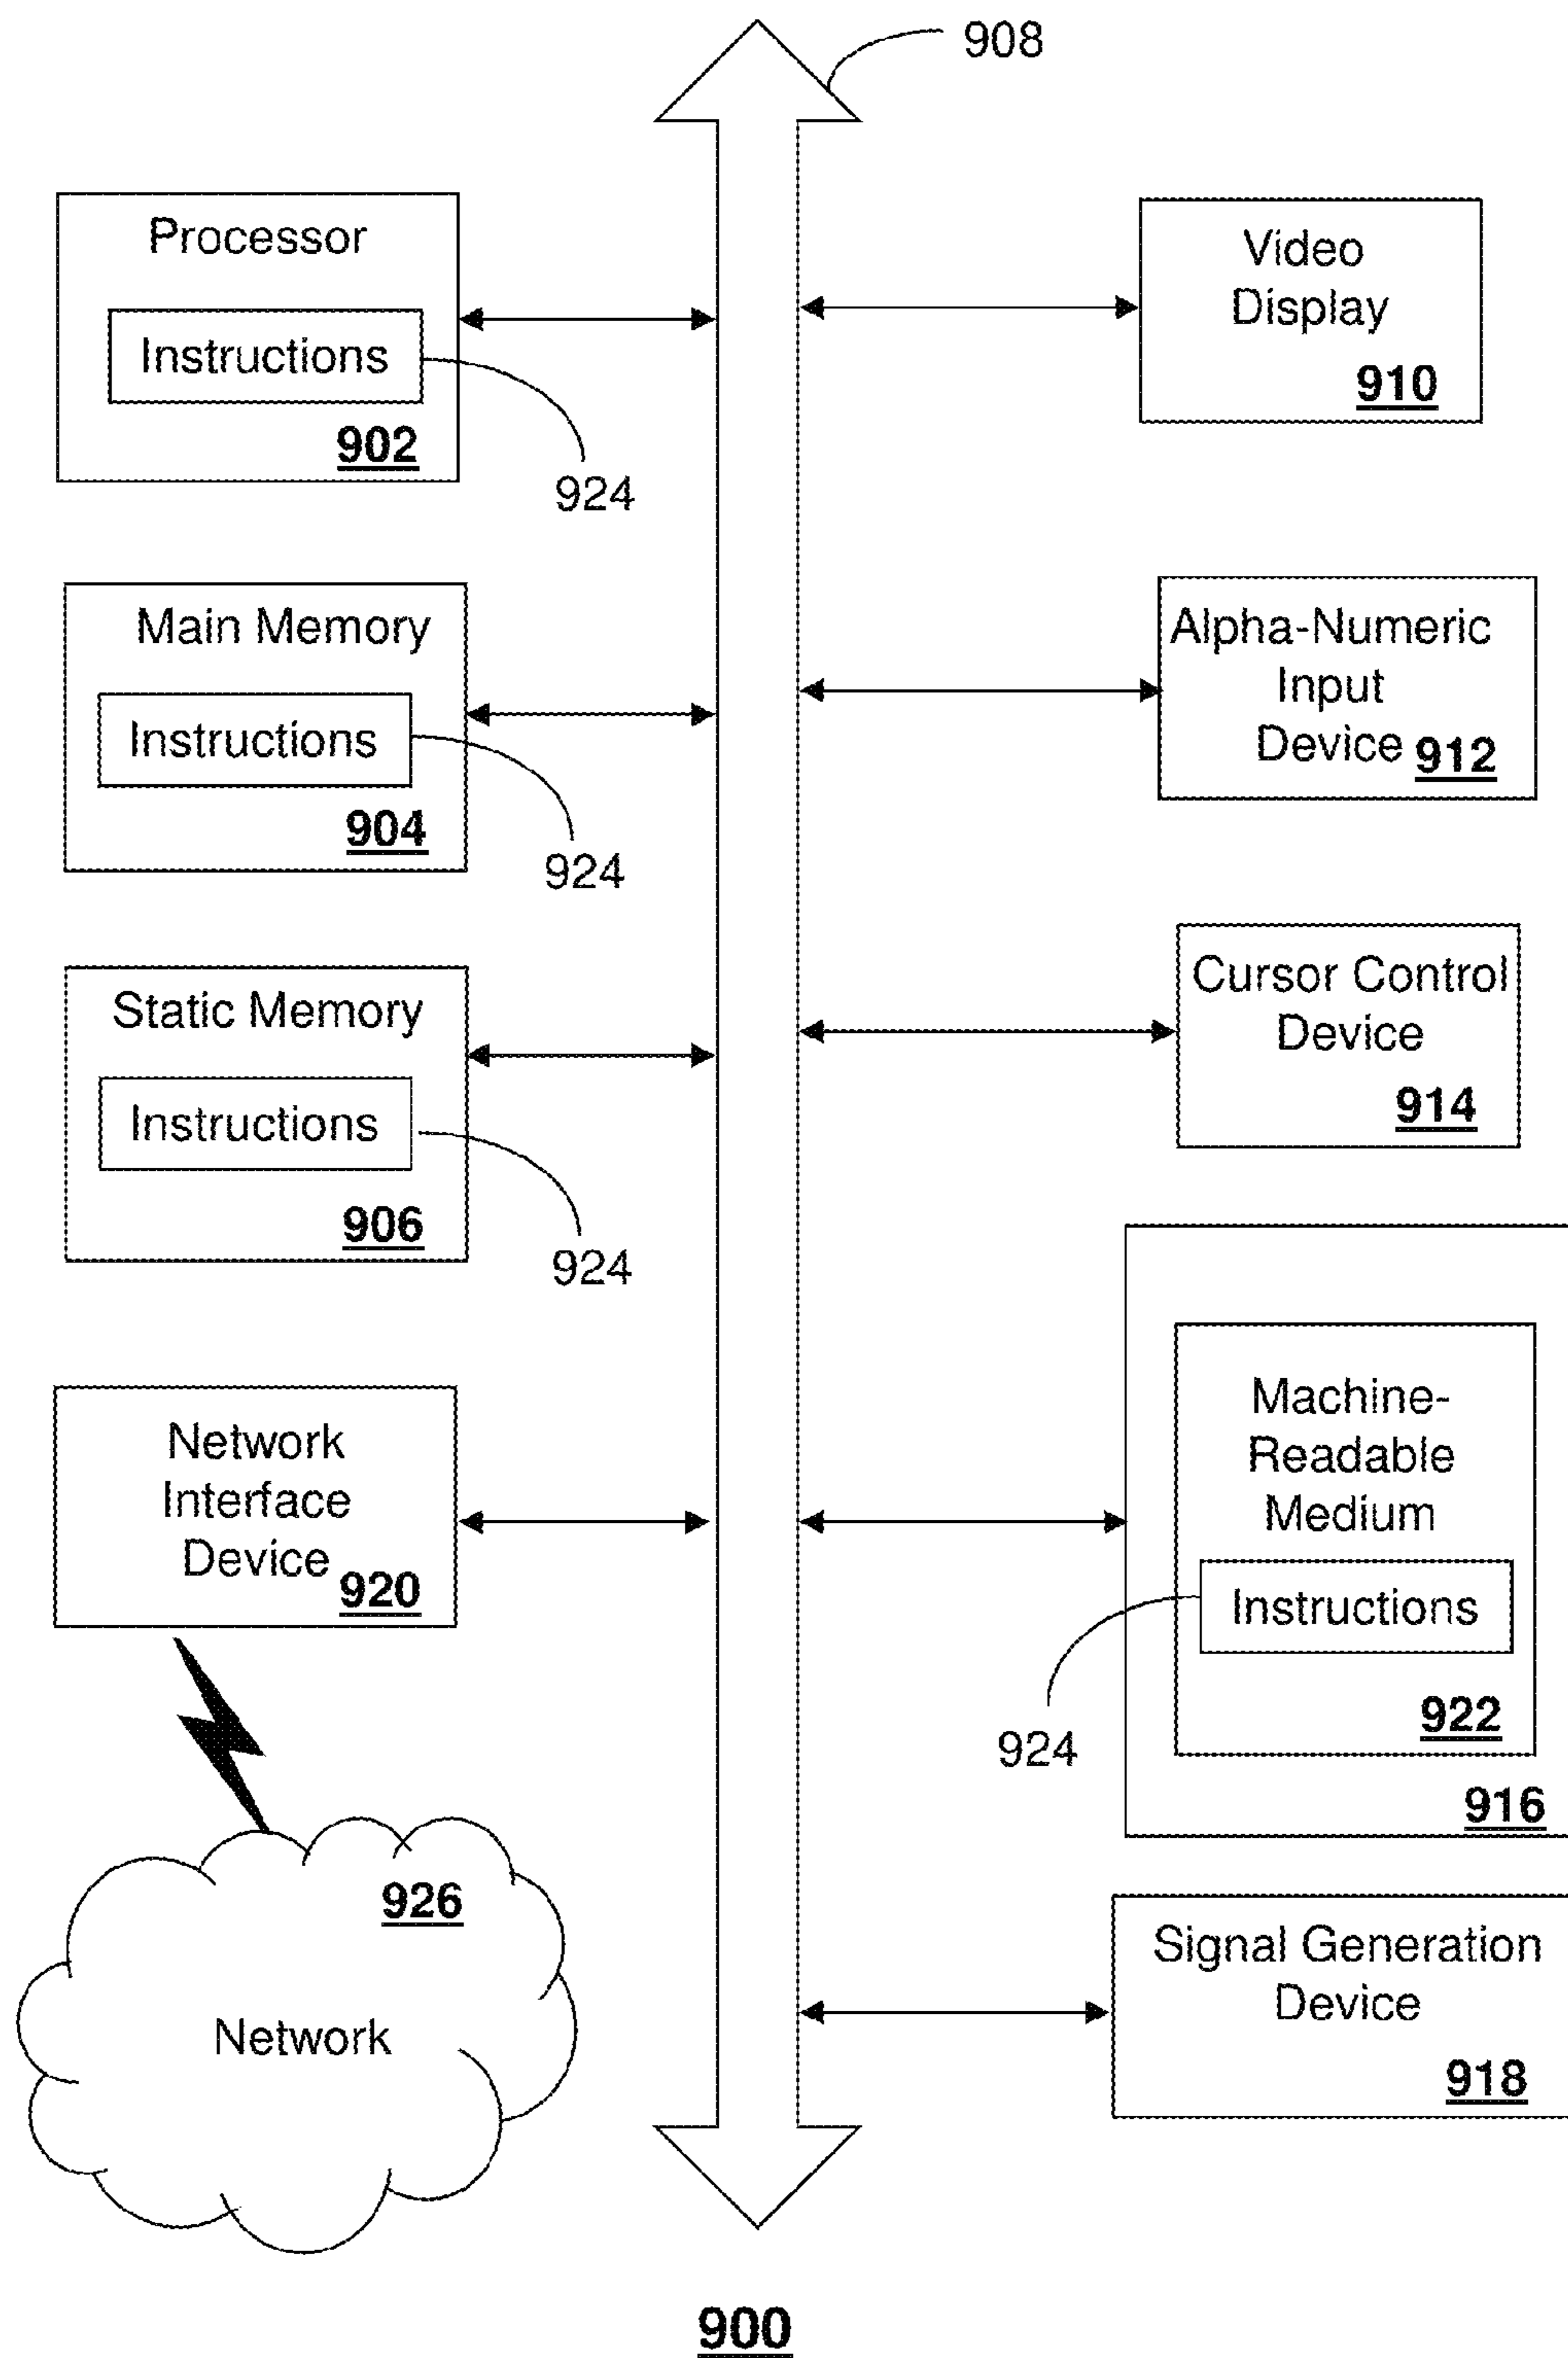 908
Processor
Instructions
902
924
Video
Display
910
Main Memory
Instructions
904
924
Alpha-Numeric
Input
Device 912
Static Memory
Instructions
906
924
Cursor Control
Device
914
Network
Interface
Device 920
Machine-
Readable
Medium
Instructions
922
924
916
926
Network
Signal Generation
Device
918
900